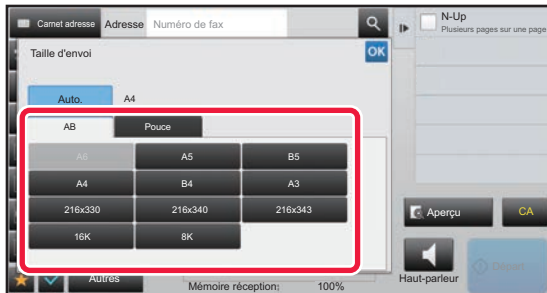 Carnet adresse Adresse Numéro de fax
N-Up
Plusieurs pages sur une page
Taille d'envoi OK
Auto. A4
AB Pouce
A6 A5 B5
A4 B4 A3
216x330 216x340 216x343
16K 8K
Aperçu CA
Autres
Mémoire réception: 100%
Haut-parleur
Départ